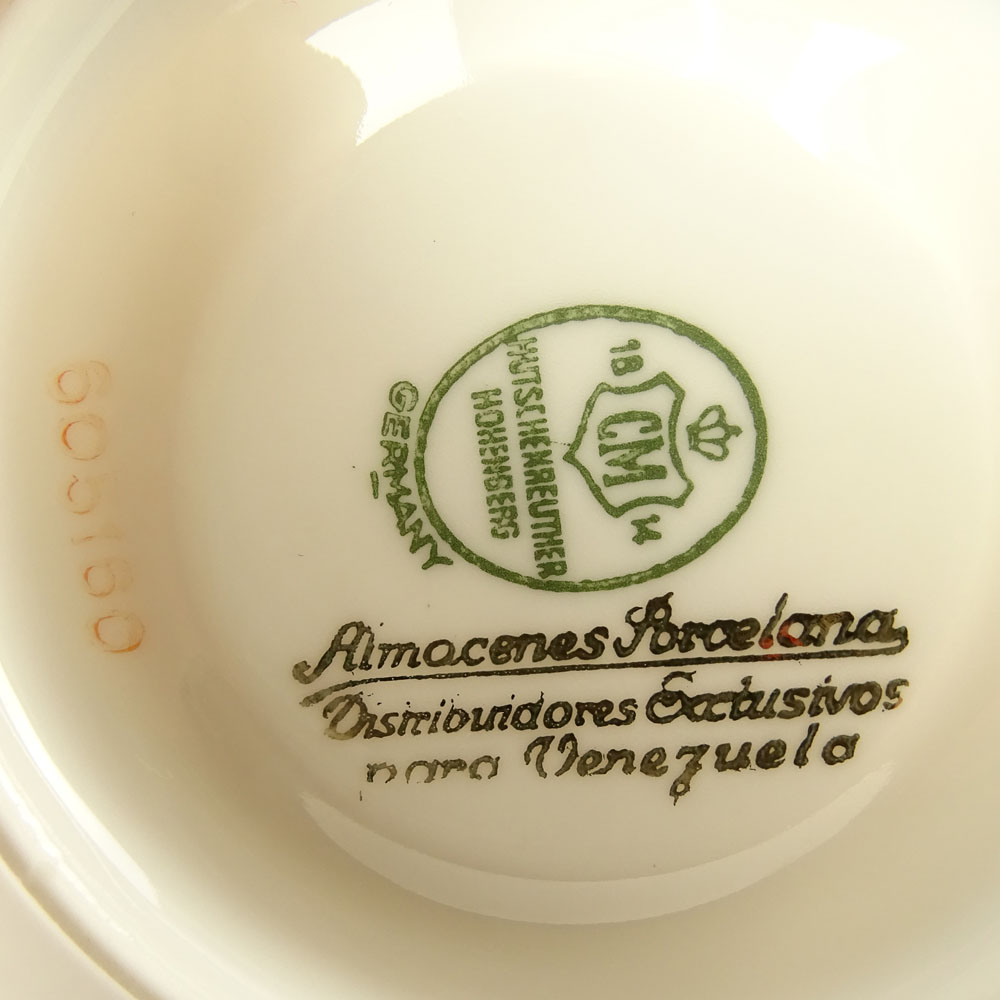 18 14
CM
HUTSCHENREUTHER
HOHENBERG
GERMANY
Almacenes Porcelana
Distribuidores Exclusivos
para Venezuela
605160